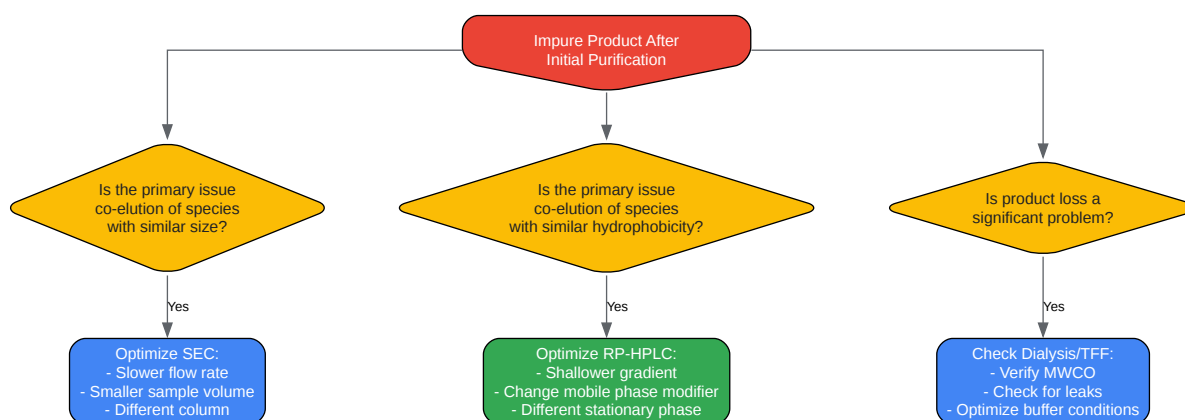 Impure Product After
Initial Purification
Is the primary issue
co-elution of species
with similar size?
Is the primary issue
co-elution of species
with similar hydrophobicity?
Is product loss a
significant problem?
Yes
Yes
Yes
Optimize SEC:
- Slower flow rate
- Smaller sample volume
- Different column
Optimize RP-HPLC:
- Shallower gradient
- Change mobile phase modifier
- Different stationary phase
Check Dialysis/TFF:
- Verify MWCO
- Check for leaks
- Optimize buffer conditions